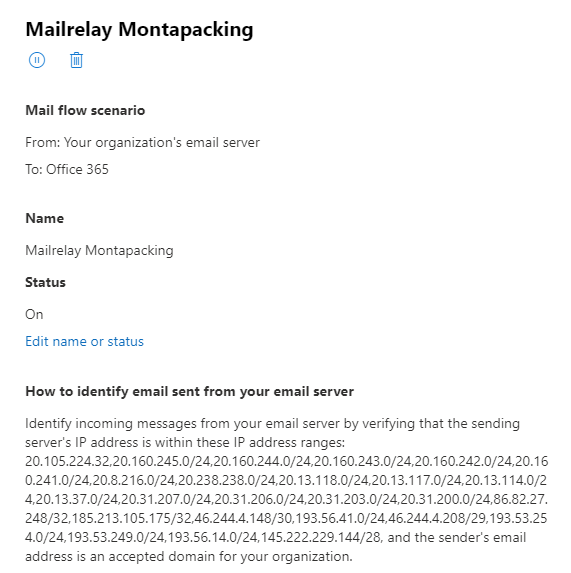 Mailrelay Montapacking
Mail flow scenario
From: Your organization's email server
To: Office 365
Name
Mailrelay Montapacking
Status
On
Edit name or status
How to identify email sent from your email server
Identify incoming messages from your email server by verifying that the sending
server's IP address is within these IP address ranges:
20.105.224.32,20.160.245.0/24,20.160.244.0/24,20.160.243.0/24,20.160.242.0/24,20.16
0.241.0/24,20.8.216.0/24,20.238.238.0/24,20.13.118.0/24,20.13.117.0/24,20.13.114.0/2
4,20.13.37.0/24,20.31.207.0/24,20.31.206.0/24,20.31.203.0/24,20.31.200.0/24,86.82.27.
248/32,185.213.105.175/32,46.244.4.148/30,193.56.41.0/24,46.244.4.208/29,193.53.25
4.0/24,193.53.249.0/24,193.56.14.0/24,145.222.229.144/28, and the sender's email
address is an accepted domain for your organization.